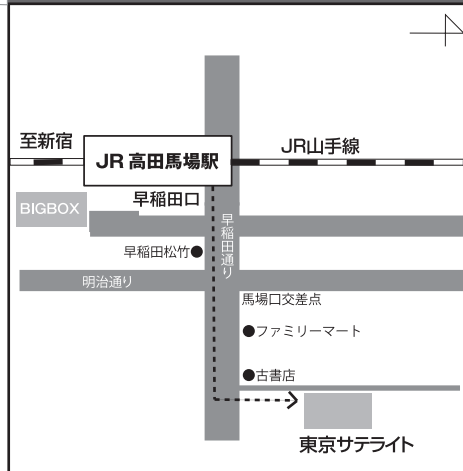 至新宿
JR 高田馬場駅
JR山手線
BIGBOX
早稲田口
早稲田通り
早稲田松竹●
明治通り
馬場口交差点
●ファミリーマート
●古書店
東京サテライト